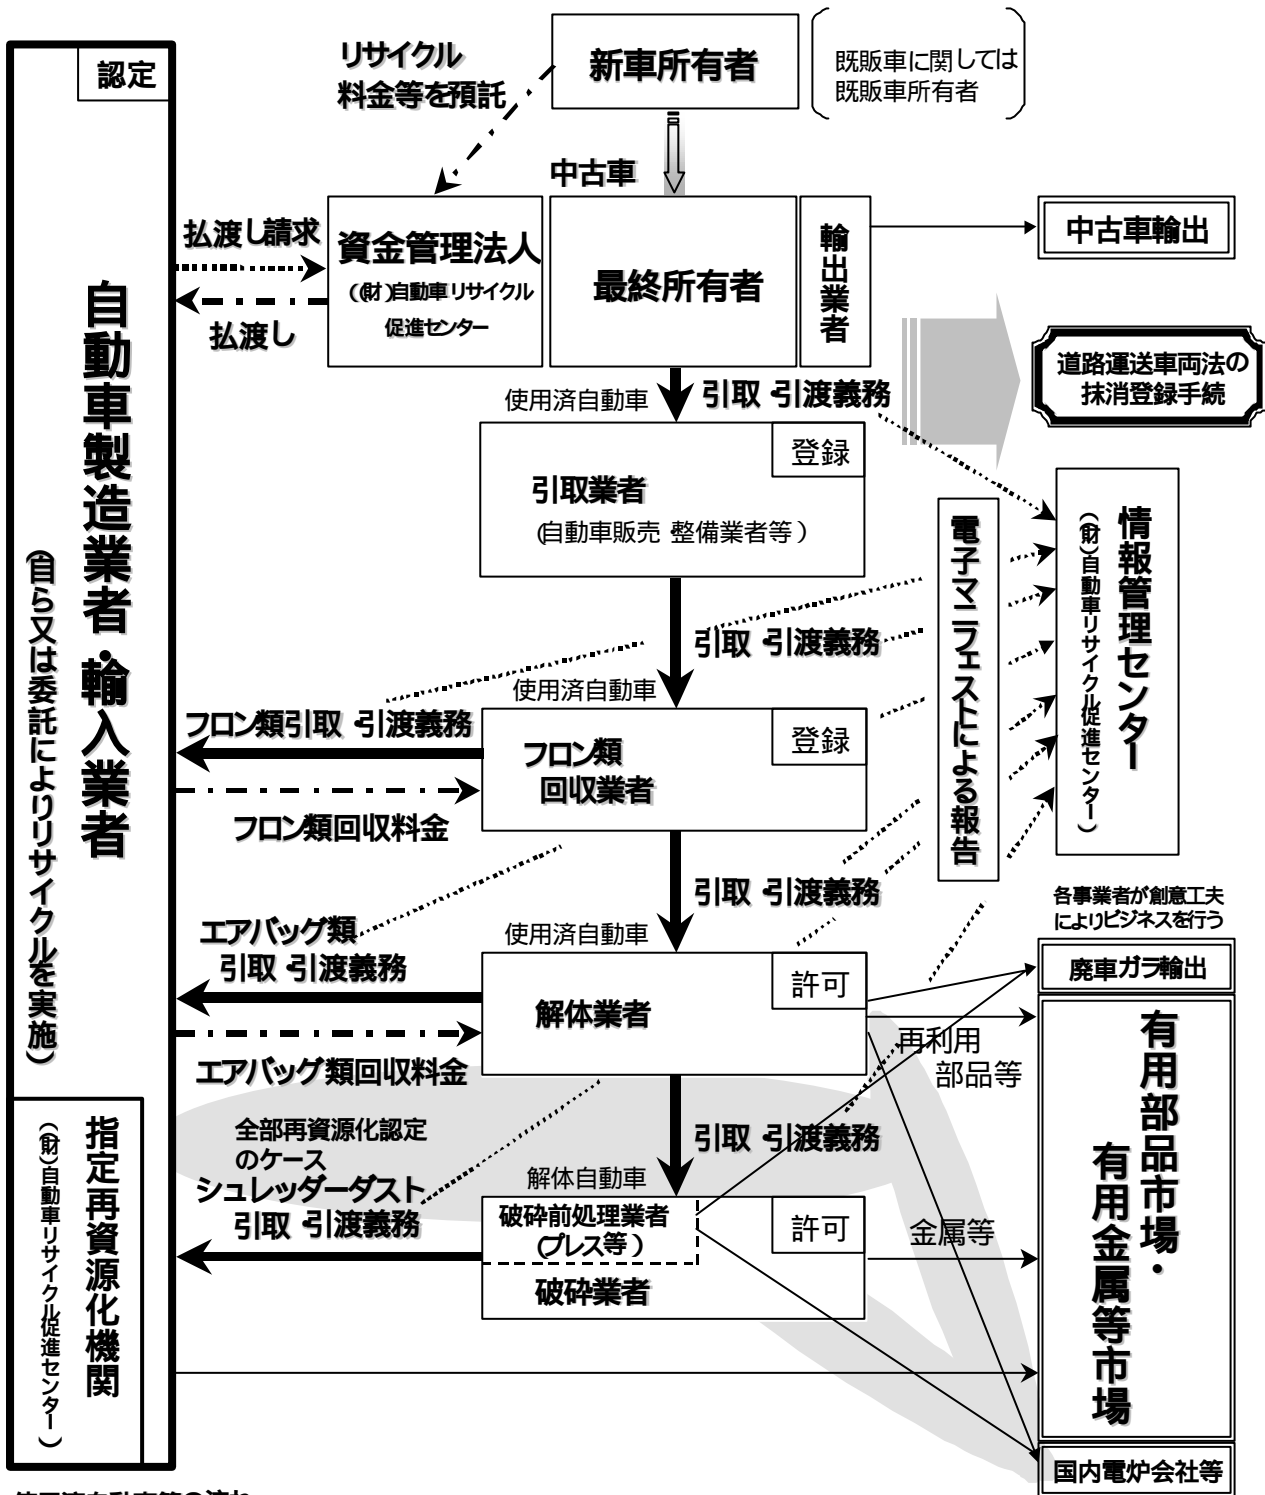 認定
自動車製造業者・輸入業者
(自ら又は委託によりリサイクルを実施)
指定再資源化機関
((財)自動車リサイクル促進センター)
リサイクル
料金等を預託
新車所有者
既販車に関しては
既販車所有者
中古車
払渡し請求
払渡し
資金管理法人
((財)自動車リサイクル
促進センター
最終所有者
輸出業者
中古車輸出
道路運送車両法の
抹消登録手続
使用済自動車
引取・引渡義務
登録
引取業者
(自動車販売・整備業者等)
電子マニフェストによる報告
情報管理センター
((財)自動車リサイクル促進センター)
引取・引渡義務
使用済自動車
フロン類引取・引渡義務
登録
フロン類
回収業者
フロン類回収料金
引取・引渡義務
各事業者が創意工夫
によりビジネスを行う
エアバッグ類
引取・引渡義務
使用済自動車
許可
解体業者
廃車ガラ輸出
エアバッグ類回収料金
再利用
部品等
有用部品市場・
有用金属等市場
全部再資源化認定
のケース
引取・引渡義務
シュレッダーダスト
引取・引渡義務
解体自動車
破砕前処理業者
(プレス等)
許可
破砕業者
金属等
国内電炉会社等